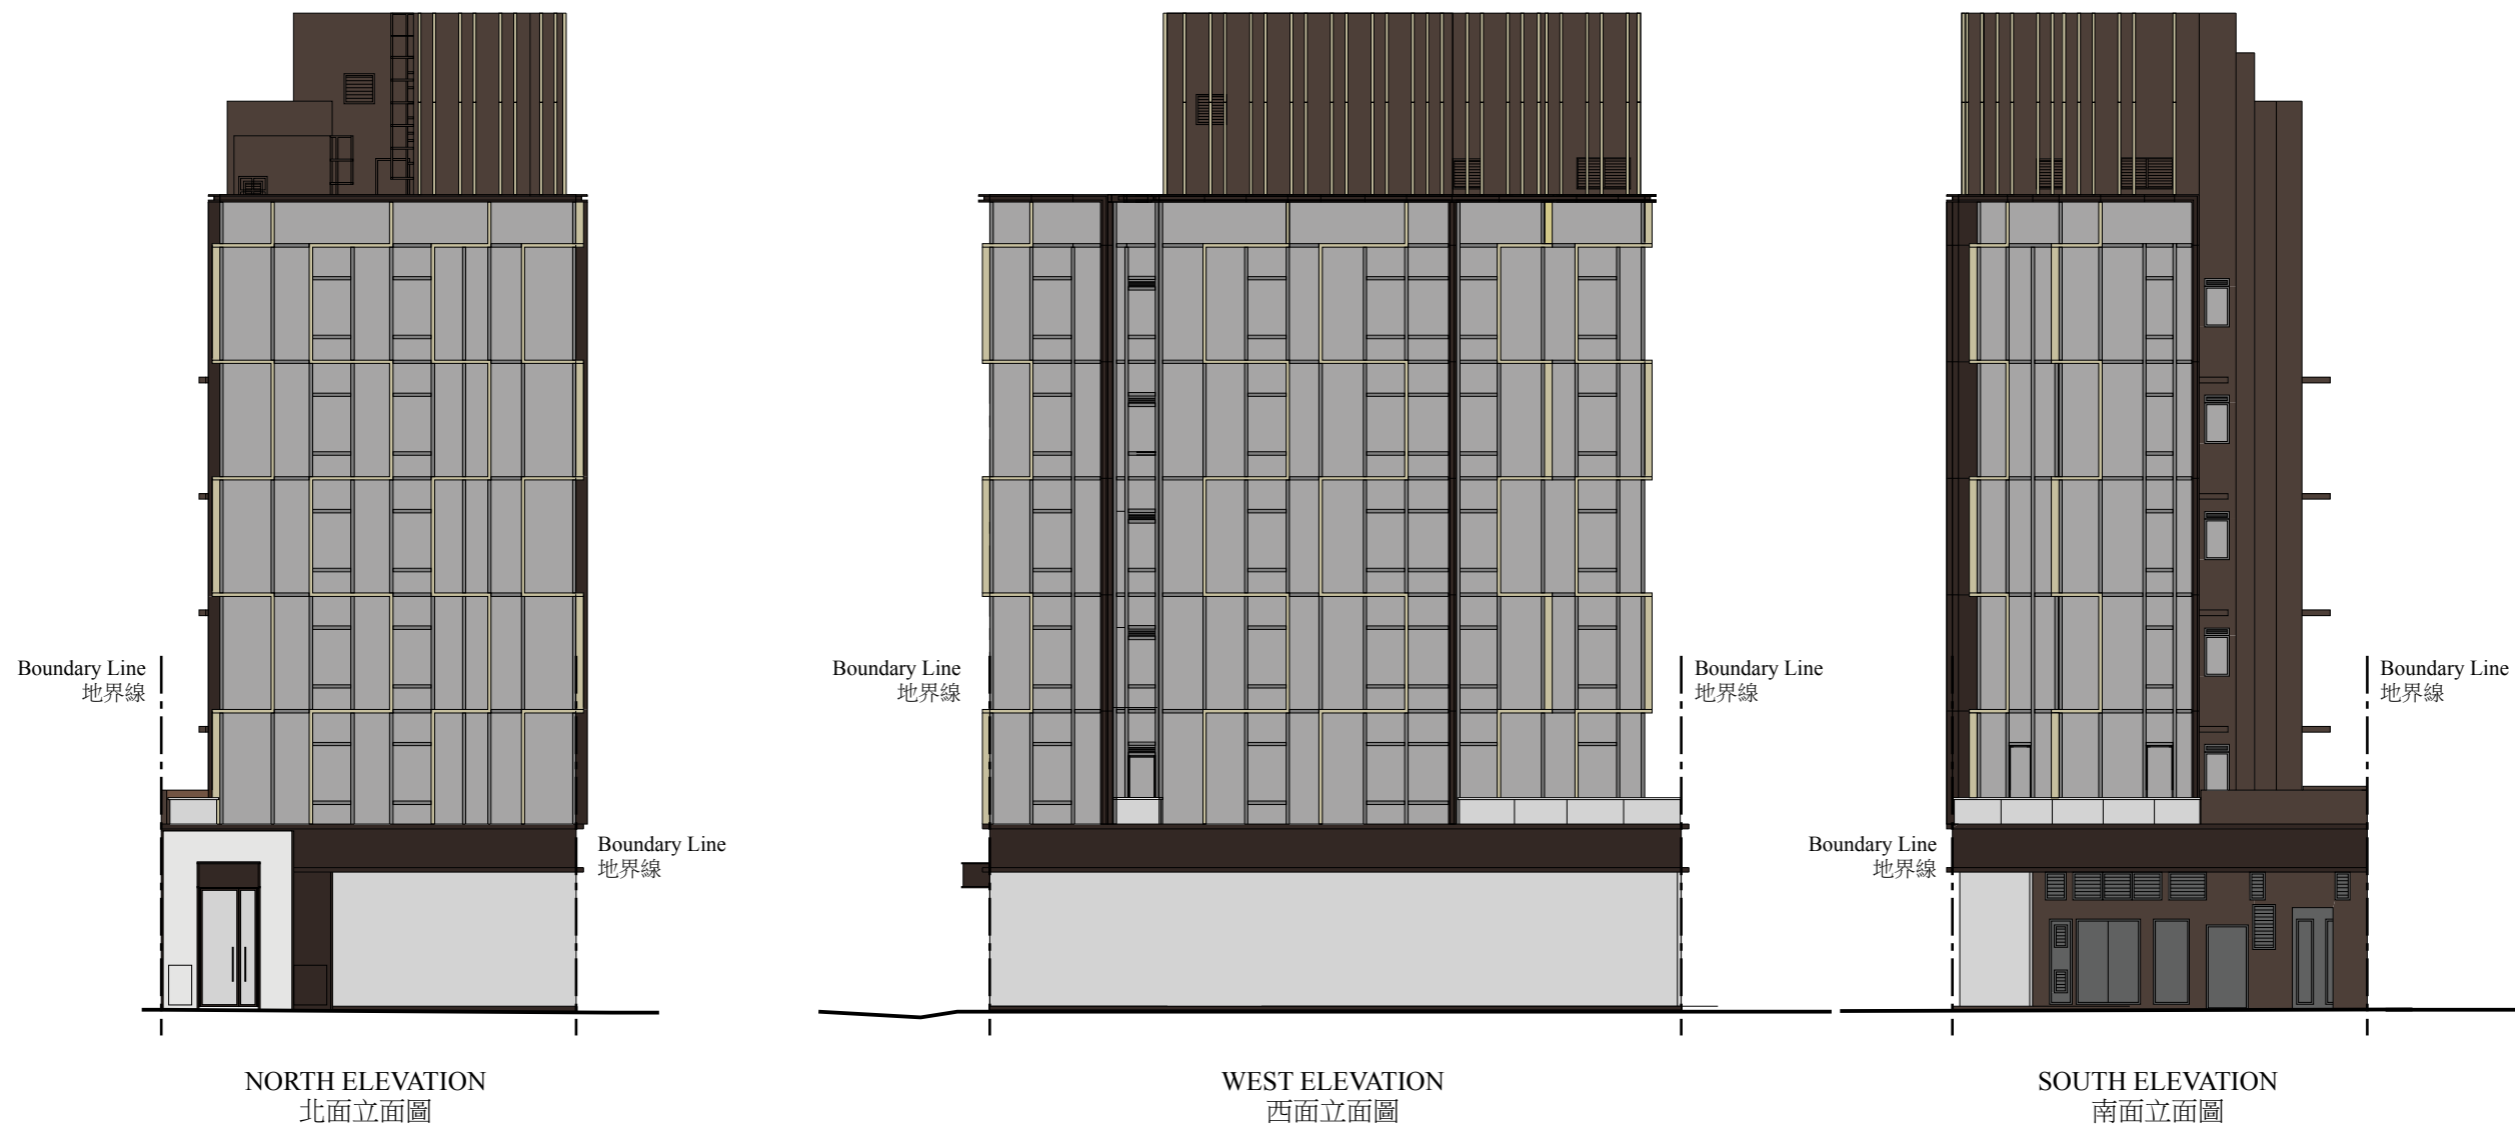 Boundary Line
地界線
Boundary Line
地界線
Boundary Line
地界線
Boundary Line
地界線
Boundary Line
地界線
Boundary Line
地界線
NORTH ELEVATION
北面立面圖
WEST ELEVATION
西面立面圖
SOUTH ELEVATION
南面立面圖